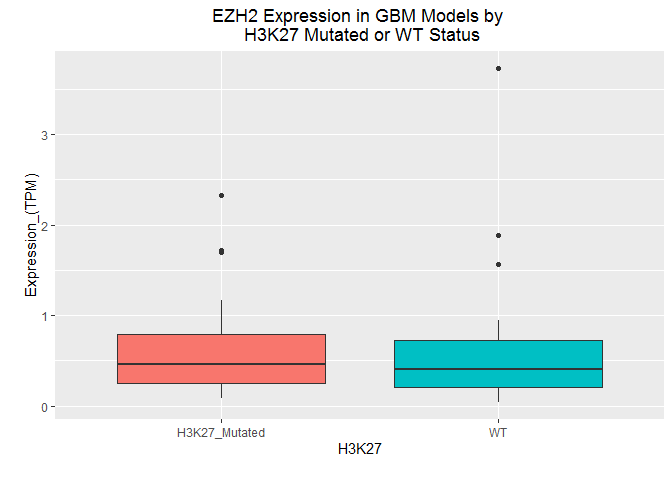 EZH2 Expression in GBM Models by
H3K27 Mutated or WT Status
Expression_(TPM)
3
2
1
0
H3K27_Mutated
WT
H3K27